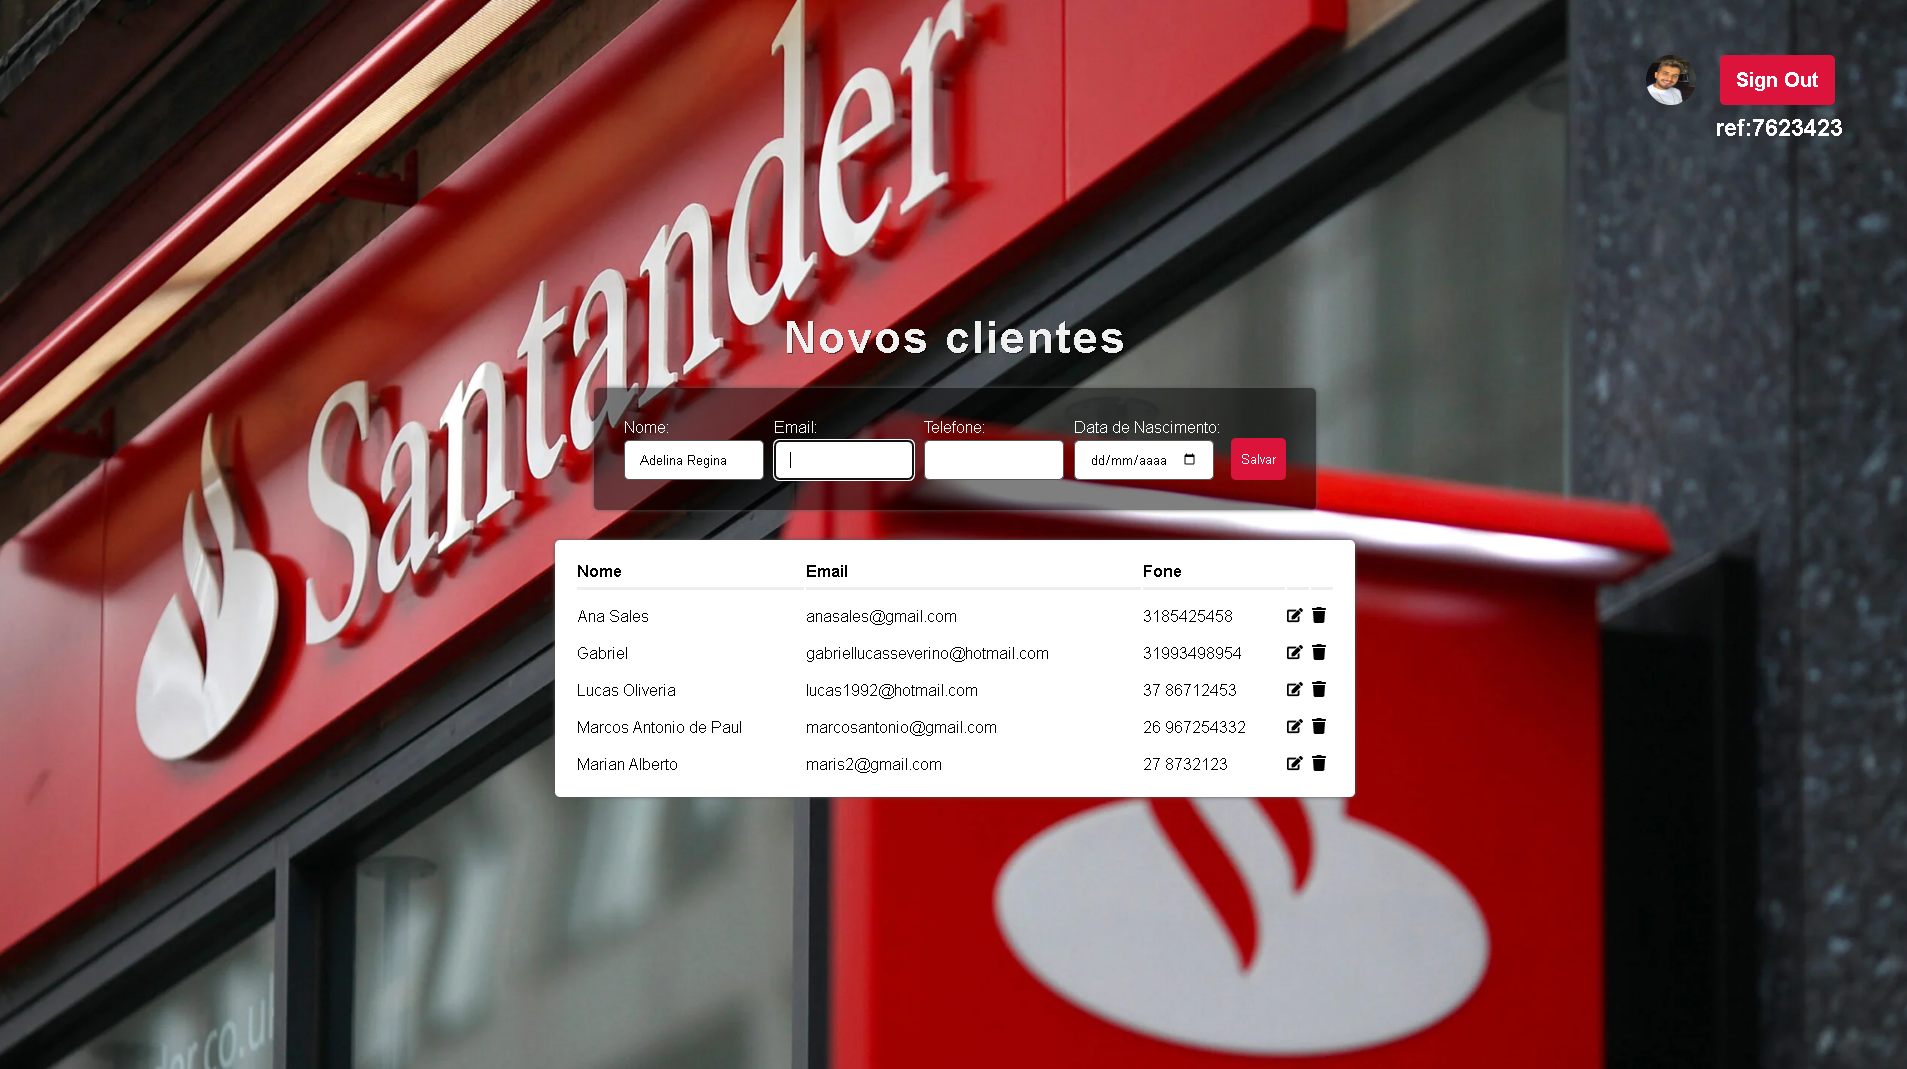 Santander
Sign Out
ref:7623423
Novos clientes
Nome: Email: Telefone: Data de Nascimento:
Adelina Regina dd/mm/aaaa Salvar
Nome Email Fone
Ana Sales anasales@gmail.com 3185425458
Gabriel gabriellucasseverino@hotmail.com 31993498954
Lucas Oliveria lucas1992@hotmail.com 37 86712453
Marcos Antonio de Paul marcosantonio@gmail.com 26 967254332
Marian Alberto maris2@gmail.com 27 8732123